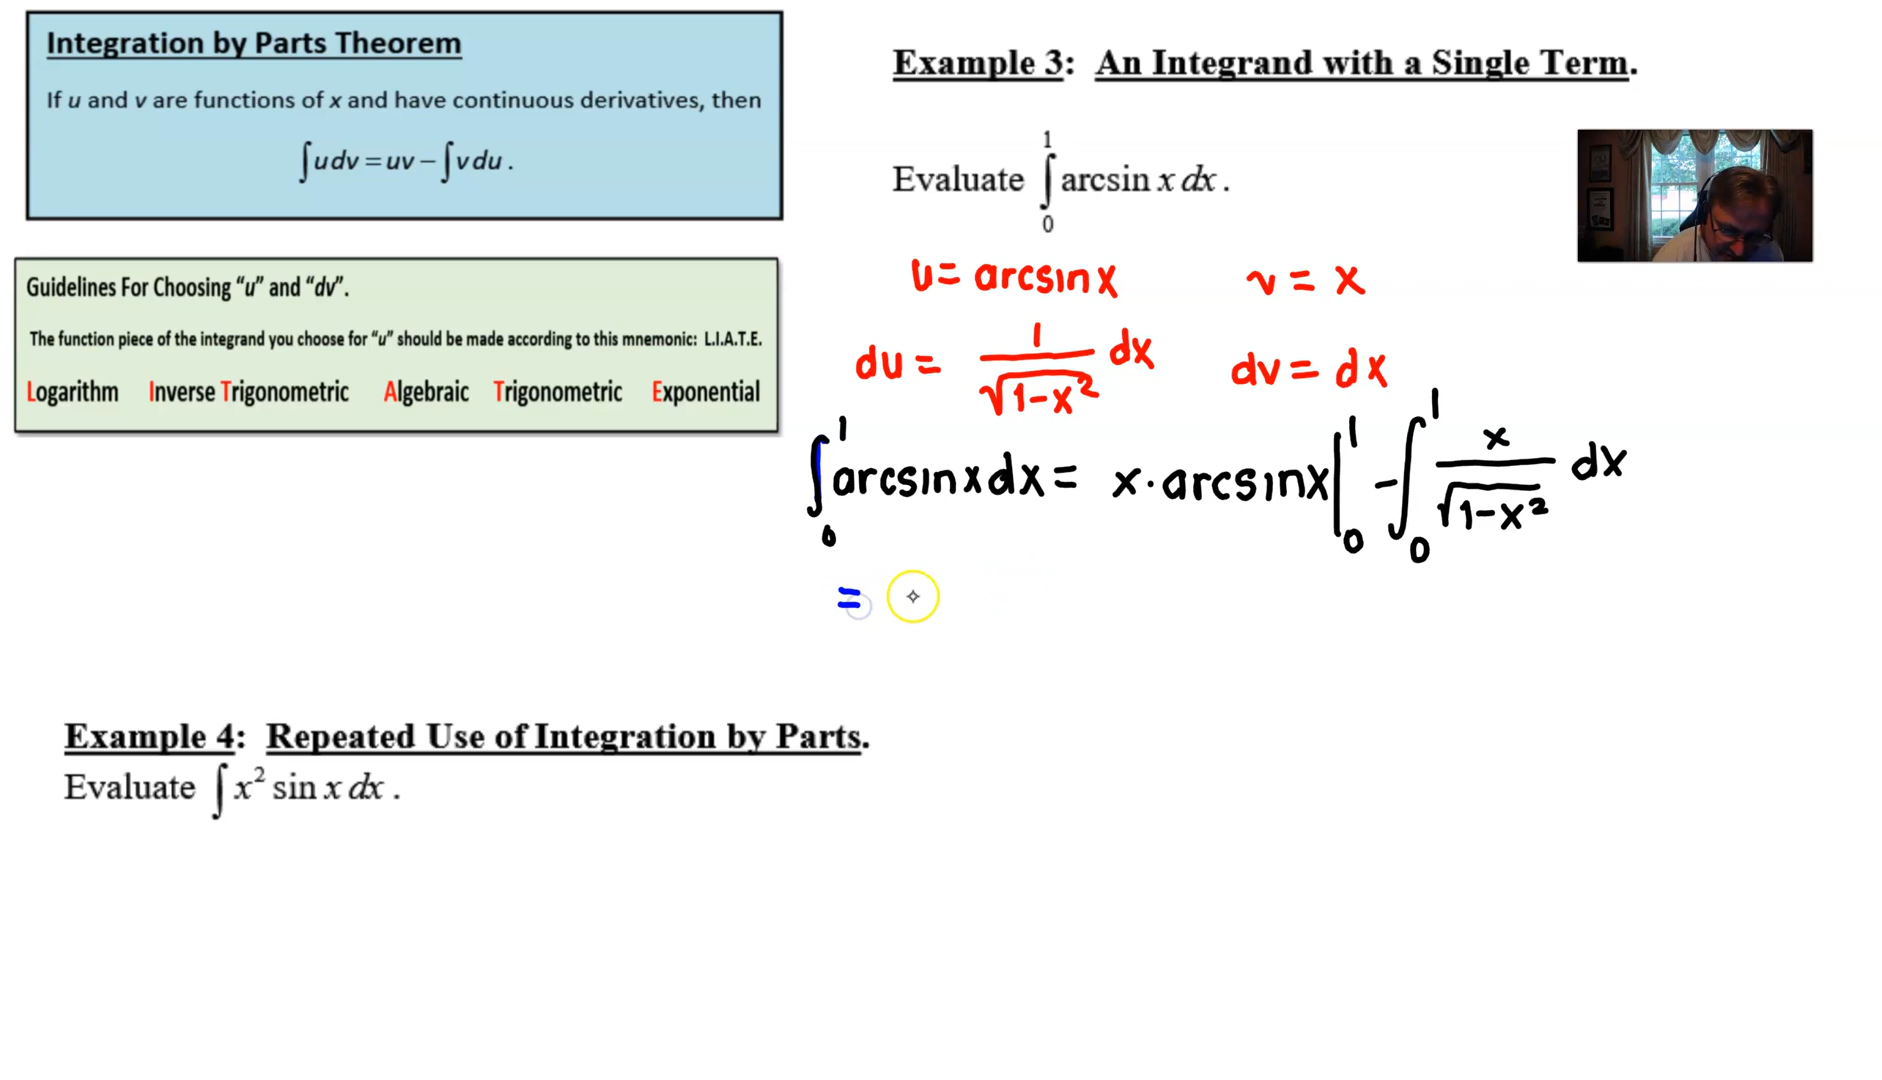 Integration by Parts Theorem
If u and v are functions of x and have continuous derivatives, then
∫ u dv = uv − ∫ v du .
Guidelines For Choosing “u” and “dv”.
The function piece of the integrand you choose for “u” should be made according to this mnemonic: L.I.A.T.E.
Logarithm Inverse Trigonometric Algebraic Trigonometric Exponential
Example 3: An Integrand with a Single Term.
Evaluate ∫₀¹ arcsin x dx .
u = arcsinx v = x
du = 1/√(1-x²) dx dv = dx
∫₀¹ arcsinx dx = x · arcsinx |₀¹ - ∫₀¹ x/√(1-x²) dx
=
Example 4: Repeated Use of Integration by Parts.
Evaluate ∫ x² sin x dx .